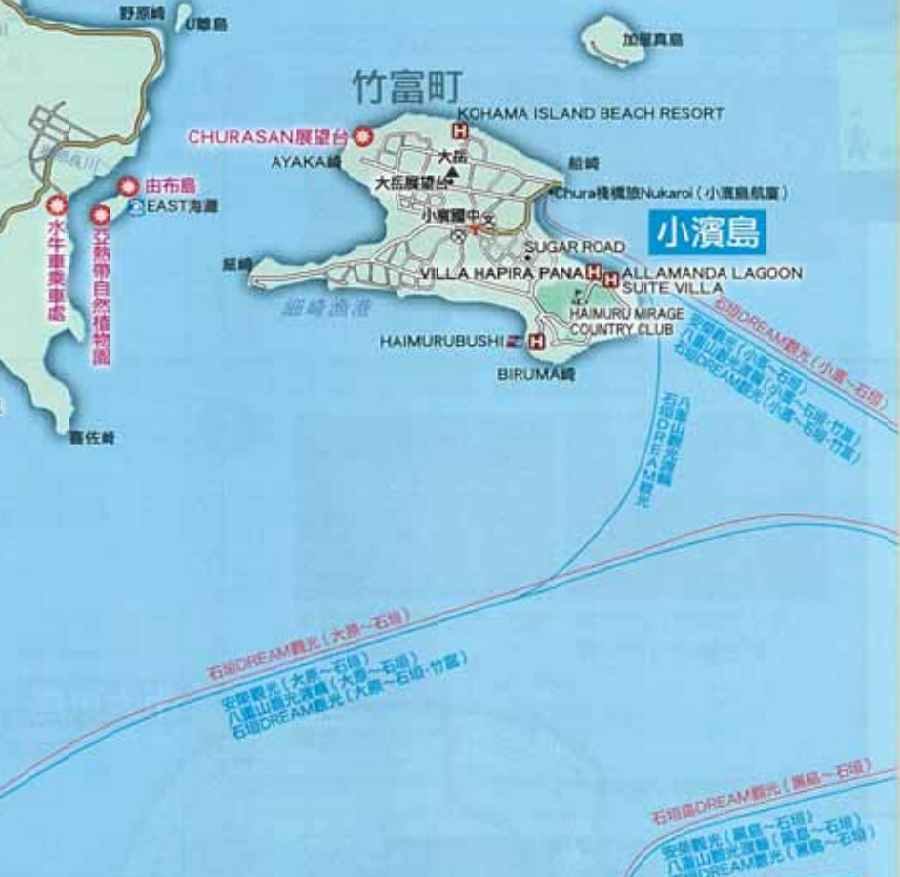 野原崎
U離島
加屋真島
竹富町
KOHAMA ISLAND BEACH RESORT
CHURASAN展望台
AYAKA崎
大岳
船崎
大岳展望台
由布島
EAST海灘
Chura棧橋旅Nukaroi(小濱島航廈)
小濱國中
文
小濱島
水牛車乘車處
亞熱帶自然植物園
SUGAR ROAD
細崎
VILLA HAPIRA PANA
ALLAMANDA LAGOON
SUITE VILLA
細崎漁港
HAIMURU MIRAGE
COUNTRY CLUB
HAIMURUBUSHI
BIRUMA崎
石垣DREAM觀光(小濱~石垣)
安榮觀光(小濱~石垣)
八重山觀光渡輪(小濱~石垣·竹富)
石垣DREAM觀光(小濱~石垣·竹富)
八重山觀光渡輪
石垣DREAM觀光
喜佐崎
石垣DREAM觀光(大原~石垣)
安榮觀光(大原~石垣)
八重山觀光渡輪(大原~石垣)
石垣DREAM觀光(大原~石垣·竹富)
石垣島DREAM觀光(黑島~石垣)
安榮觀光(黑島~石垣)
八重山觀光渡輪(黑島~石垣)
石垣DREAM觀光(黑島~石垣)